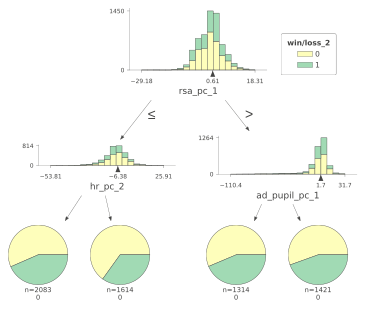 1450
0
−29.18
0.61
18.31
rsa_pc_1
win/loss_2
0
1
≤
>
814
0
−53.81
−6.38
25.91
hr_pc_2
1264
0
−110.4
1.7
31.7
ad_pupil_pc_1
n=2083
0
n=1614
0
n=1314
0
n=1421
0